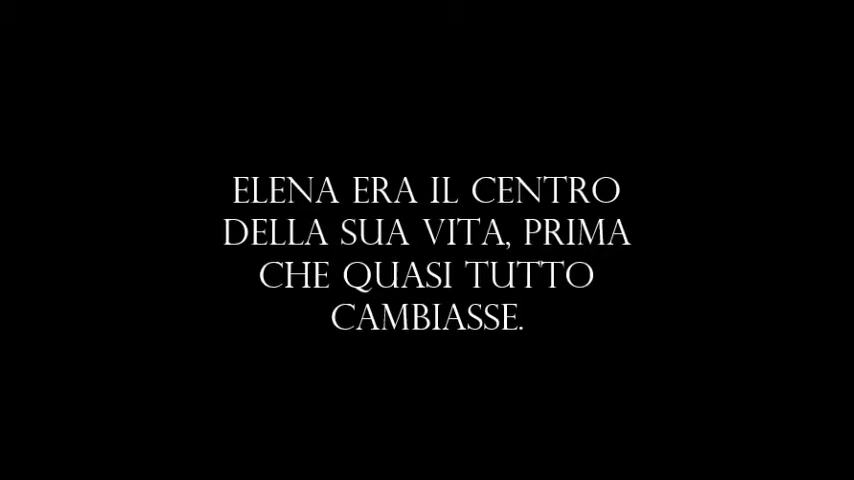 ELENA ERA IL CENTRO
DELLA SUA VITA, PRIMA
CHE QUASI TUTTO
CAMBIASSE.